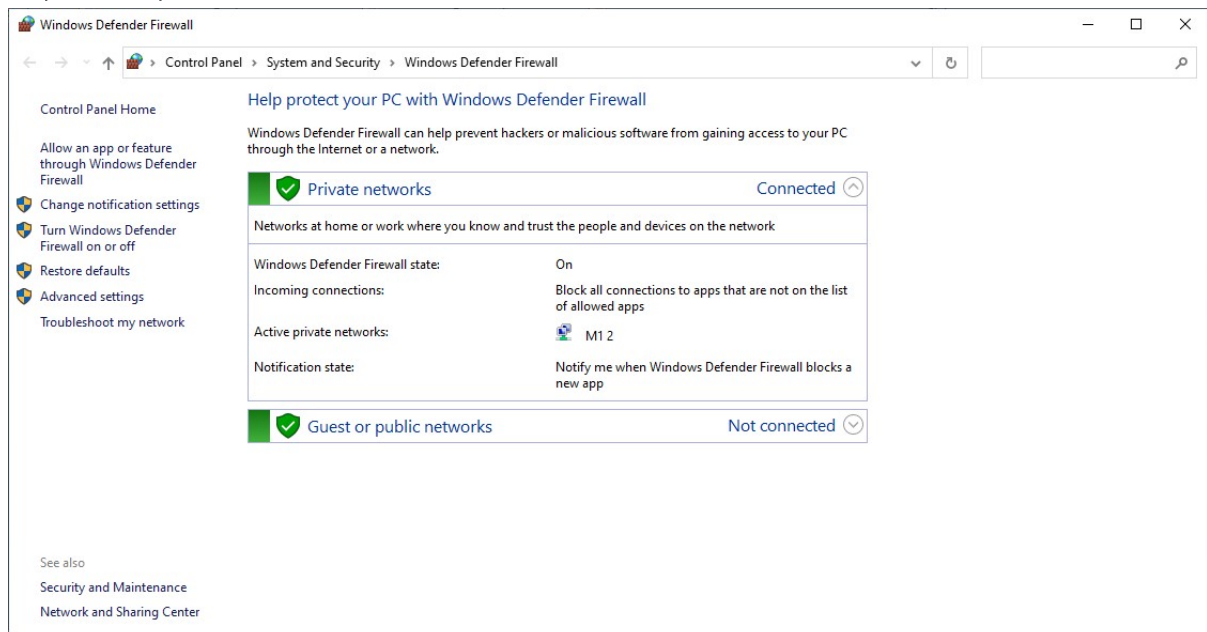 Windows Defender Firewall
Control Panel > System and Security > Windows Defender Firewall
Control Panel Home
Allow an app or feature
through Windows Defender
Firewall
Change notification settings
Turn Windows Defender
Firewall on or off
Restore defaults
Advanced settings
Troubleshoot my network
Help protect your PC with Windows Defender Firewall
Windows Defender Firewall can help prevent hackers or malicious software from gaining access to your PC
through the Internet or a network.
Private networks Connected
Networks at home or work where you know and trust the people and devices on the network
Windows Defender Firewall state: On
Incoming connections: Block all connections to apps that are not on the list
of allowed apps
Active private networks: M1 2
Notification state: Notify me when Windows Defender Firewall blocks a
new app
Guest or public networks Not connected
See also
Security and Maintenance
Network and Sharing Center